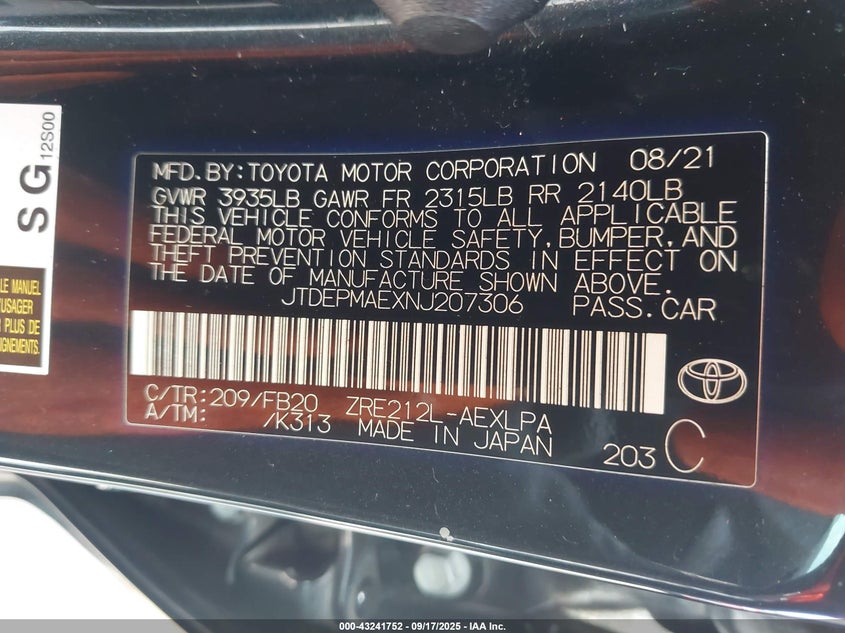 SG
12S00
LE MANUEL
'USAGER
PLUS DE
IGNEMENTS.
MFD.BY:TOYOTA MOTOR CORPORATION 08/21
GVWR 3935LB GAWR FR 2315LB RR 2140LB
THIS VEHICLE CONFORMS TO ALL APPLICABLE
FEDERAL MOTOR VEHICLE SAFETY,BUMPER,AND
THEFT PREVENTION STANDARDS IN EFFECT ON
THE DATE OF MANUFACTURE SHOWN ABOVE.
JTDEPMAEXNJ207306 PASS.CAR
C/TR:209/FB20 ZRE212L-AEXLPA
A/TM: /K313 MADE IN JAPAN
203 C
000-43241752 - 09/17/2025 - IAA Inc.